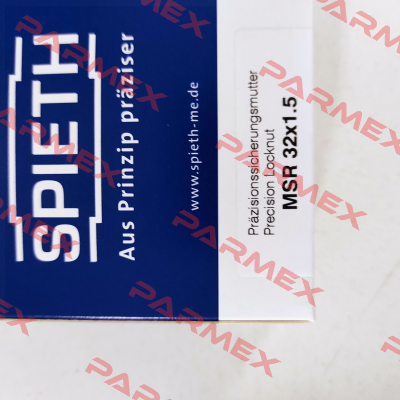 SPIETH
Aus Prinzip präziser
www.spieth-me.de
Präzisionssicherungsmutter
Precision Locknut
MSR 32x1.5
PARMEX
PARMEX
PARMEX
PARMEX
PARMEX
PARMEX
PARMEX